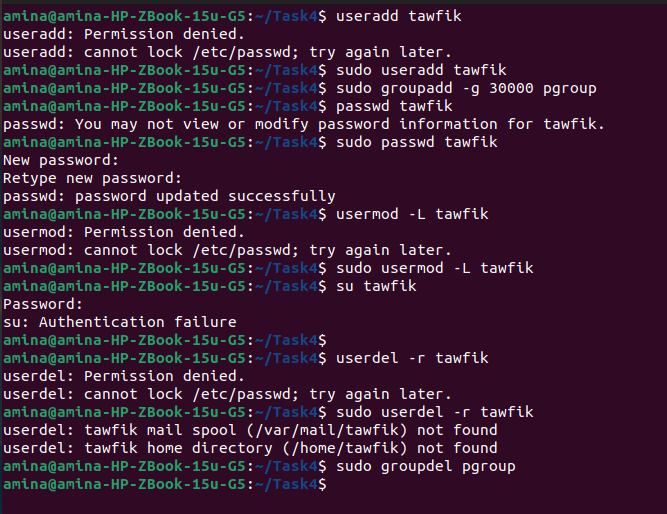 amina@amina-HP-ZBook-15u-G5:~/Task4$ useradd tawfik
useradd: Permission denied.
useradd: cannot lock /etc/passwd; try again later.
amina@amina-HP-ZBook-15u-G5:~/Task4$ sudo useradd tawfik
amina@amina-HP-ZBook-15u-G5:~/Task4$ sudo groupadd -g 30000 pgroup
amina@amina-HP-ZBook-15u-G5:~/Task4$ passwd tawfik
passwd: You may not view or modify password information for tawfik.
amina@amina-HP-ZBook-15u-G5:~/Task4$ sudo passwd tawfik
New password:
Retype new password:
passwd: password updated successfully
amina@amina-HP-ZBook-15u-G5:~/Task4$ usermod -L tawfik
usermod: Permission denied.
usermod: cannot lock /etc/passwd; try again later.
amina@amina-HP-ZBook-15u-G5:~/Task4$ sudo usermod -L tawfik
amina@amina-HP-ZBook-15u-G5:~/Task4$ su tawfik
Password:
su: Authentication failure
amina@amina-HP-ZBook-15u-G5:~/Task4$
amina@amina-HP-ZBook-15u-G5:~/Task4$ userdel -r tawfik
userdel: Permission denied.
userdel: cannot lock /etc/passwd; try again later.
amina@amina-HP-ZBook-15u-G5:~/Task4$ sudo userdel -r tawfik
userdel: tawfik mail spool (/var/mail/tawfik) not found
userdel: tawfik home directory (/home/tawfik) not found
amina@amina-HP-ZBook-15u-G5:~/Task4$ sudo groupdel pgroup
amina@amina-HP-ZBook-15u-G5:~/Task4$